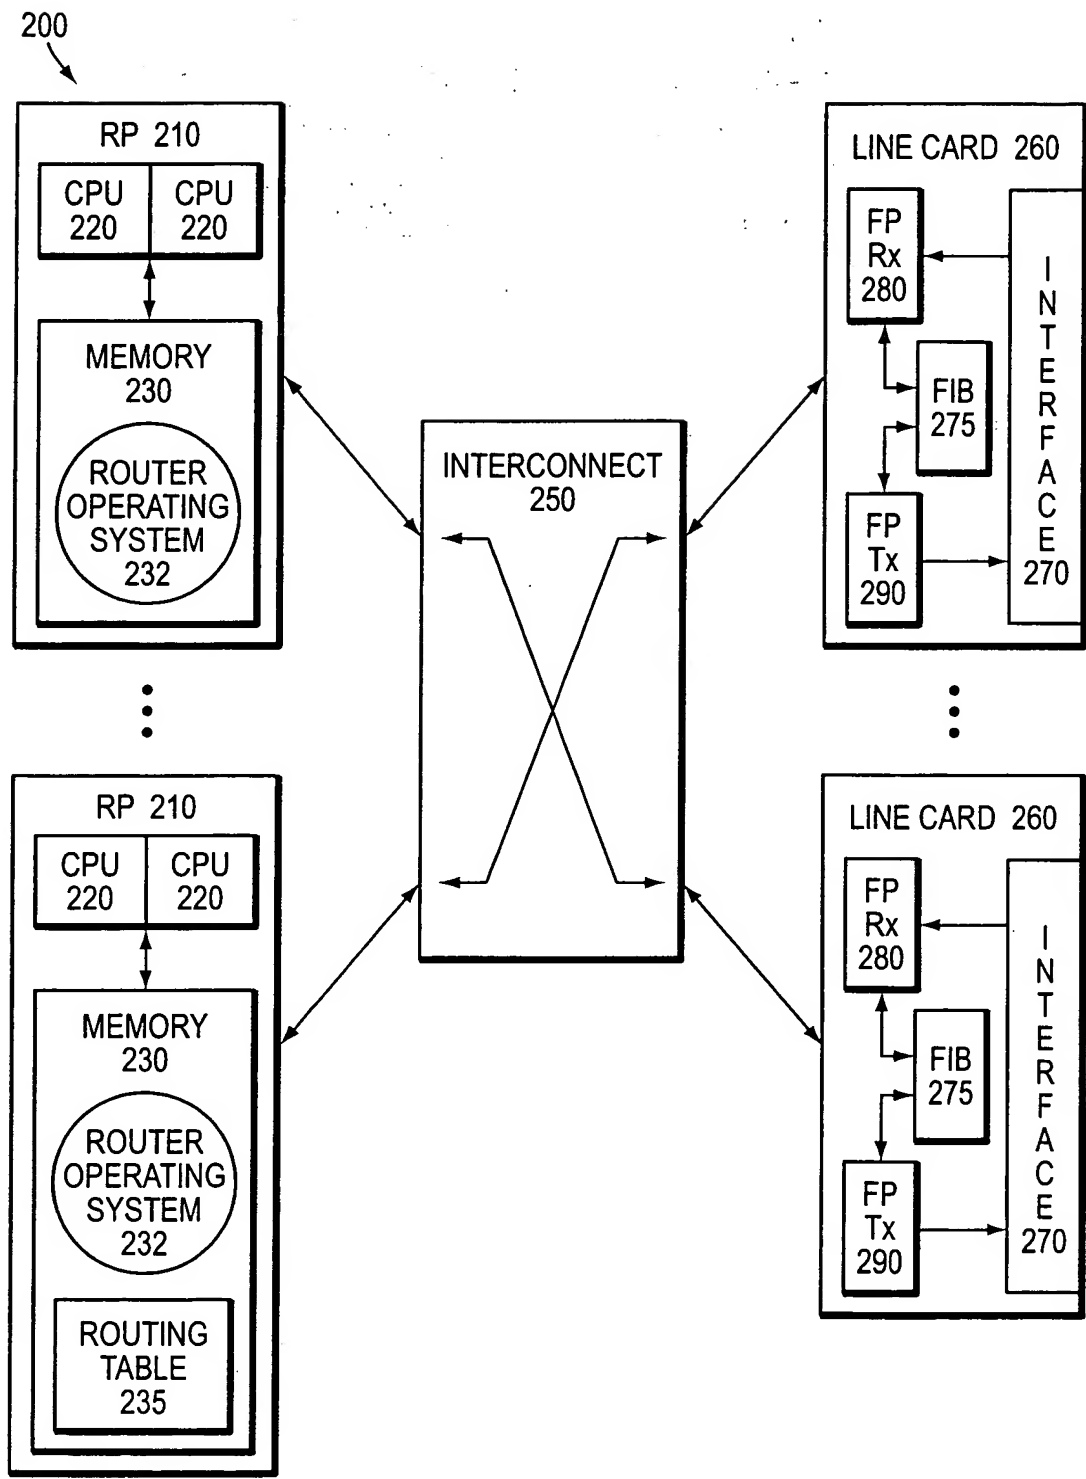 200
RP 210
CPU
220
CPU
220
MEMORY
230
ROUTER
OPERATING
SYSTEM
232
INTERCONNECT
250
LINE CARD 260
FP
Rx
280
FIB
275
FP
Tx
290
INTERFACE
270
RP 210
CPU
220
CPU
220
MEMORY
230
ROUTER
OPERATING
SYSTEM
232
ROUTING
TABLE
235
LINE CARD 260
FP
Rx
280
FIB
275
FP
Tx
290
INTERFACE
270